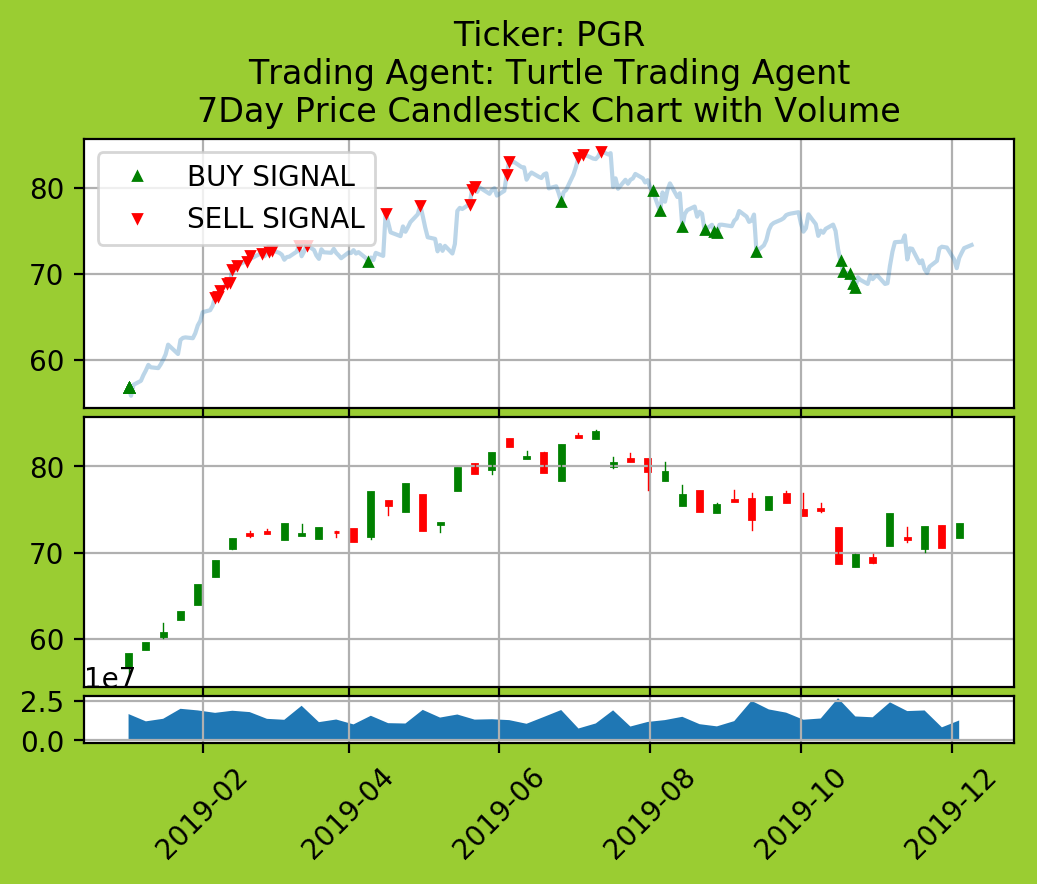 Ticker: PGR
Trading Agent: Turtle Trading Agent
7Day Price Candlestick Chart with Volume
BUY SIGNAL
SELL SIGNAL
80
70
60
80
70
60
1e7
2.5
0.0
2019-02
2019-04
2019-06
2019-08
2019-10
2019-12